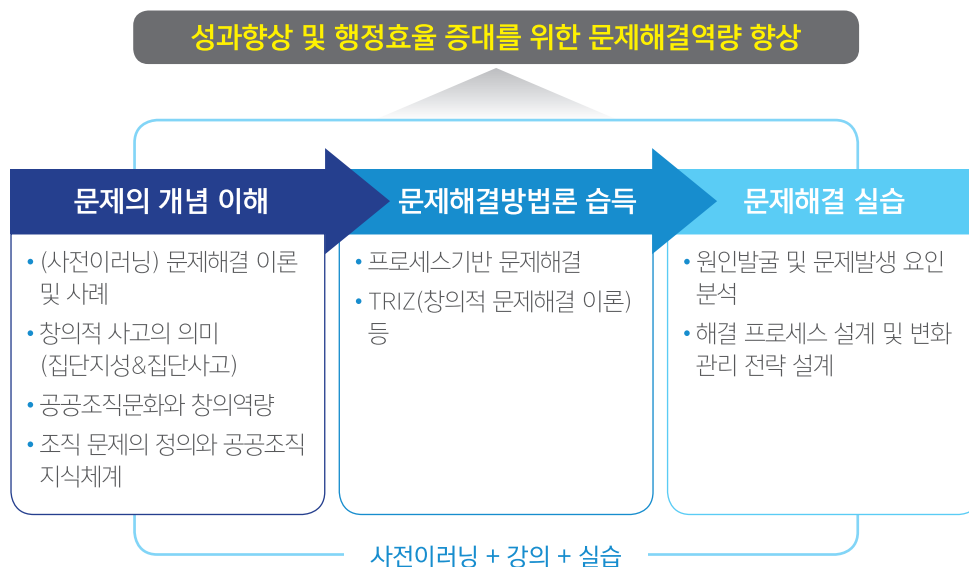 성과향상 및 행정효율 증대를 위한 문제해결역량 향상
문제의 개념 이해
• (사전이러닝) 문제해결 이론
및 사례
• 창의적 사고의 의미
(집단지성&집단사고)
• 공공조직문화와 창의역량
• 조직 문제의 정의와 공공조직
지식체계
문제해결방법론 습득
• 프로세스기반 문제해결
• TRIZ(창의적 문제해결 이론)
등
문제해결 실습
• 원인발굴 및 문제발생 요인
분석
• 해결 프로세스 설계 및 변화
관리 전략 설계
사전이러닝 + 강의 + 실습